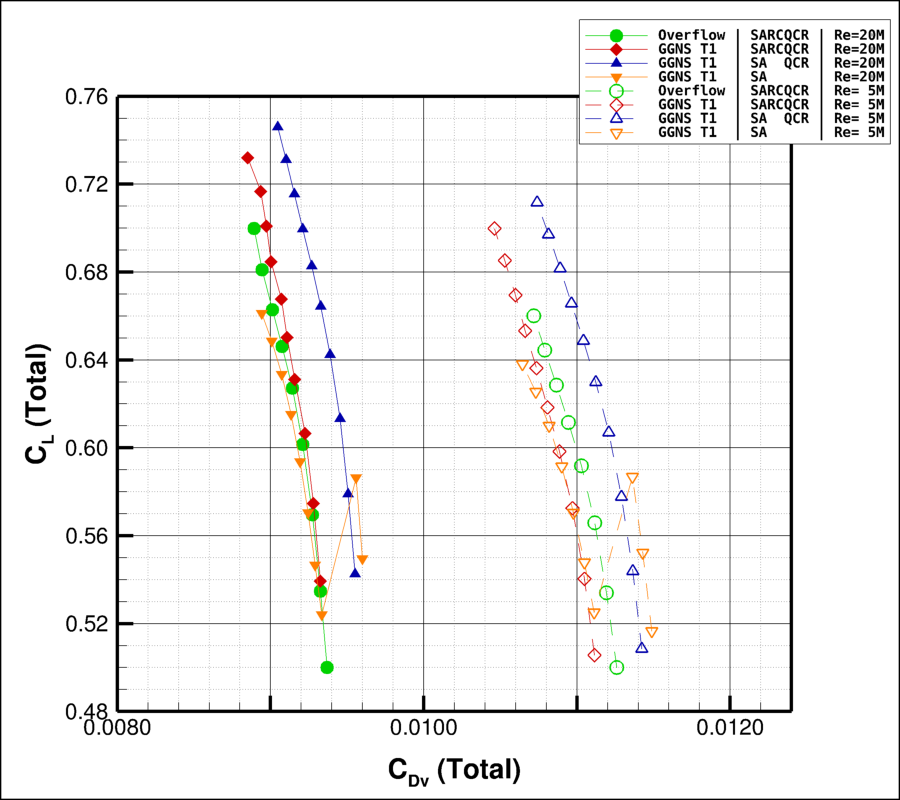 Overflow | SARCQCR | Re=20M
GGNS T1 | SARCQCR | Re=20M
GGNS T1 | SA QCR | Re=20M
GGNS T1 | SA | Re=20M
Overflow | SARCQCR | Re= 5M
GGNS T1 | SARCQCR | Re= 5M
GGNS T1 | SA QCR | Re= 5M
GGNS T1 | SA | Re= 5M
0.76
0.72
0.68
0.64
0.60
0.56
0.52
0.48
C_L (Total)
0.0080 0.0100 0.0120
C_Dv (Total)